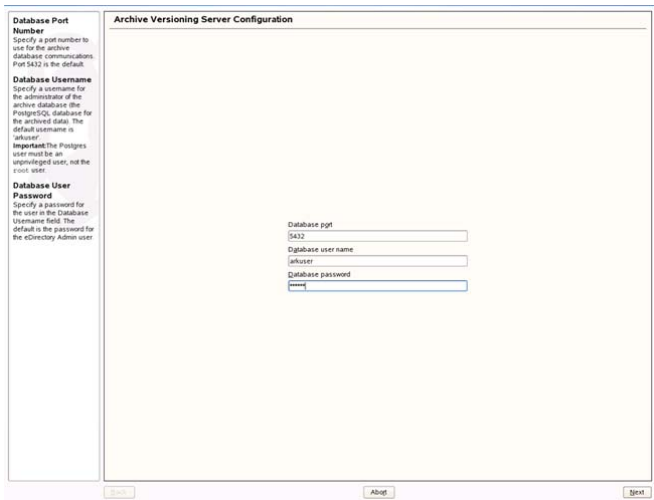 Database Port
Number
Specify a port number to
use for the archive
database communications.
Port 5432 is the default.
Database Username
Specify a username for
the administrator of the
archive database (the
PostgreSQL database for
the archived data). The
default username is
'arkuser'.
Important:The Postgres
user must be an
unprivileged user, not the
root user.
Database User
Password
Specify a password for
the user in the Database
Username field. The
default is the password for
the eDirectory Admin user
Archive Versioning Server Configuration
Database port
5432
Database user name
arkuser
Database password
******
Back
Abort
Next